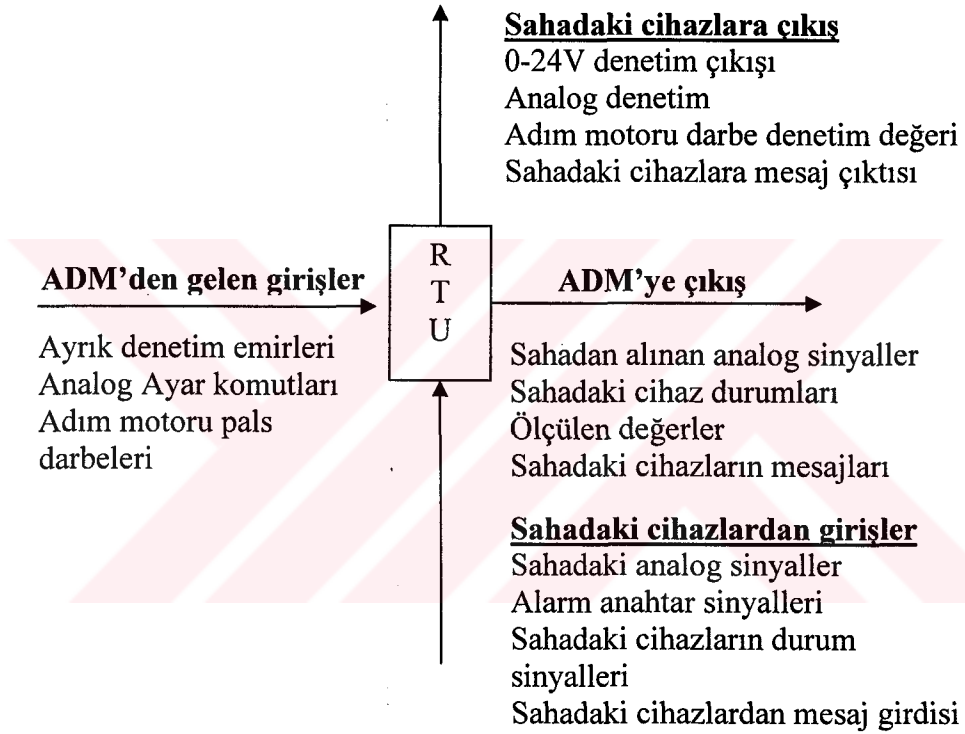 Sahadaki cihazlara çıkış
0-24V denetim çıkışı
Analog denetim
Adım motoru darbe denetim değeri
Sahadaki cihazlara mesaj çıktısı
ADM’den gelen girişler
Ayrık denetim emirleri
Analog Ayar komutları
Adım motoru pals
darbeleri
R
T
U
ADM’ye çıkış
Sahadan alınan analog sinyaller
Sahadaki cihaz durumları
Ölçülen değerler
Sahadaki cihazların mesajları
Sahadaki cihazlardan girişler
Sahadaki analog sinyaller
Alarm anahtar sinyalleri
Sahadaki cihazların durum
sinyalleri
Sahadaki cihazlardan mesaj girdisi